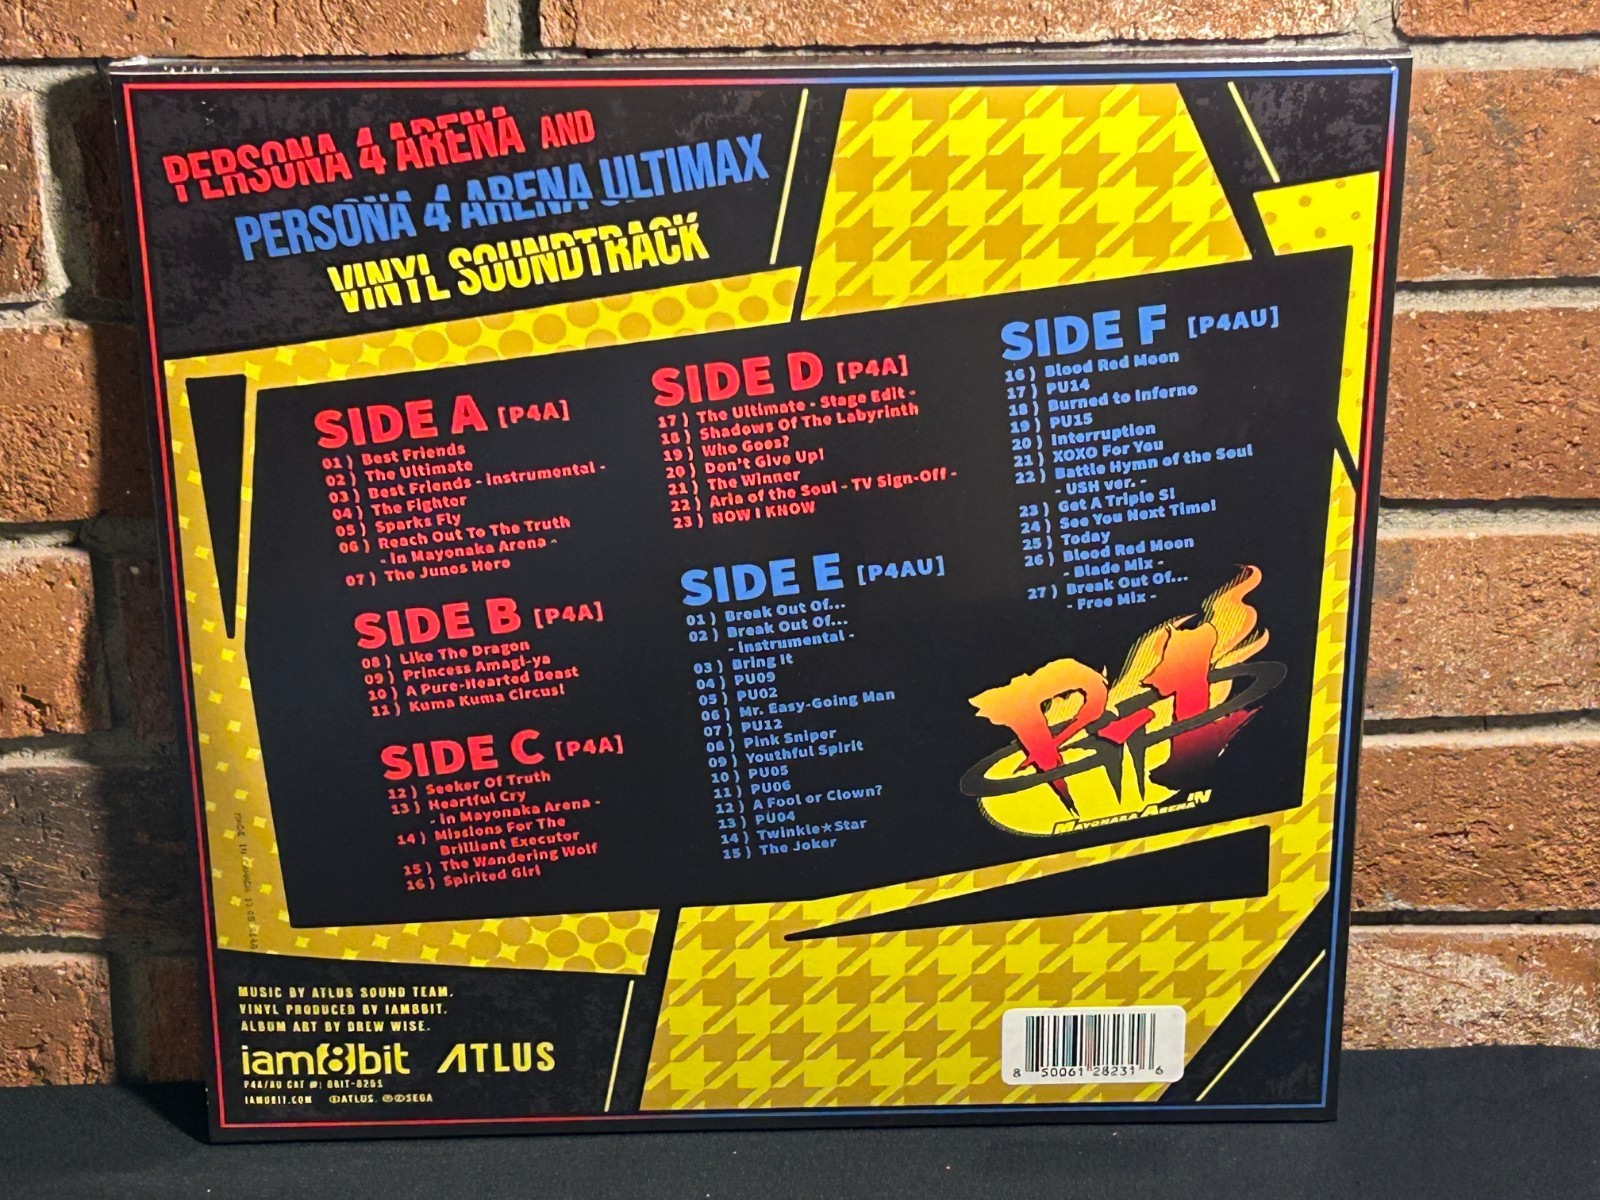 PERSONA 4 ARENA AND
PERSONA 4 ARENA ULTIMAX
VINYL SOUNDTRACK
SIDE A [P4A]
01) Best Friends
02) The Ultimate
03) Best Friends - Instrumental -
04) The Fighter
05) Sparks Fly
06) Reach Out To The Truth
- in Mayonaka Arena -
07) The Junes Hero
SIDE B [P4A]
08) Like The Dragon
09) Princess Amagi-ya
10) A Pure-Hearted Beast
11) Kuma Kuma Circus!
SIDE C [P4A]
12) Seeker Of Truth
13) Heartful Cry
- in Mayonaka Arena -
14) Missions For The
Brilliant Executor
15) The Wandering Wolf
16) Spirited Girl
SIDE D [P4A]
17) The Ultimate - Stage Edit -
18) Shadows Of The Labyrinth
19) Who Goes?
20) Don't Give Up!
21) The Winner
22) Aria of the Soul - TV Sign-Off -
23) NOW I KNOW
SIDE E [P4AU]
01) Break Out Of...
02) Break Out Of...
- Instrumental -
03) Bring It
04) PU09
05) PU02
06) Mr. Easy-Going Man
07) PU12
08) Pink Sniper
09) Youthful Spirit
10) PU05
11) PU06
12) A Fool or Clown?
13) PU04
14) Twinkle★Star
15) The Joker
SIDE F [P4AU]
16) Blood Red Moon
17) PU14
18) Burned to Inferno
19) PU15
20) Interruption
21) XOXO For You
22) Battle Hymn of the Soul
- USH ver. -
23) Get A Triple S!
24) See You Next Time!
25) Today
26) Blood Red Moon
- Blade Mix -
27) Break Out Of...
- Free Mix -
P4
MAYONAKA ARENA IN
MUSIC BY ATLUS SOUND TEAM.
VINYL PRODUCED BY IAM8BIT.
ALBUM ART BY DREW WISE.
iam8bit ATLUS
P4A/AU CAT #: 8BIT-8251
IAM8BIT.COM ©ATLUS. ℗©SEGA
8 50061 28231 6